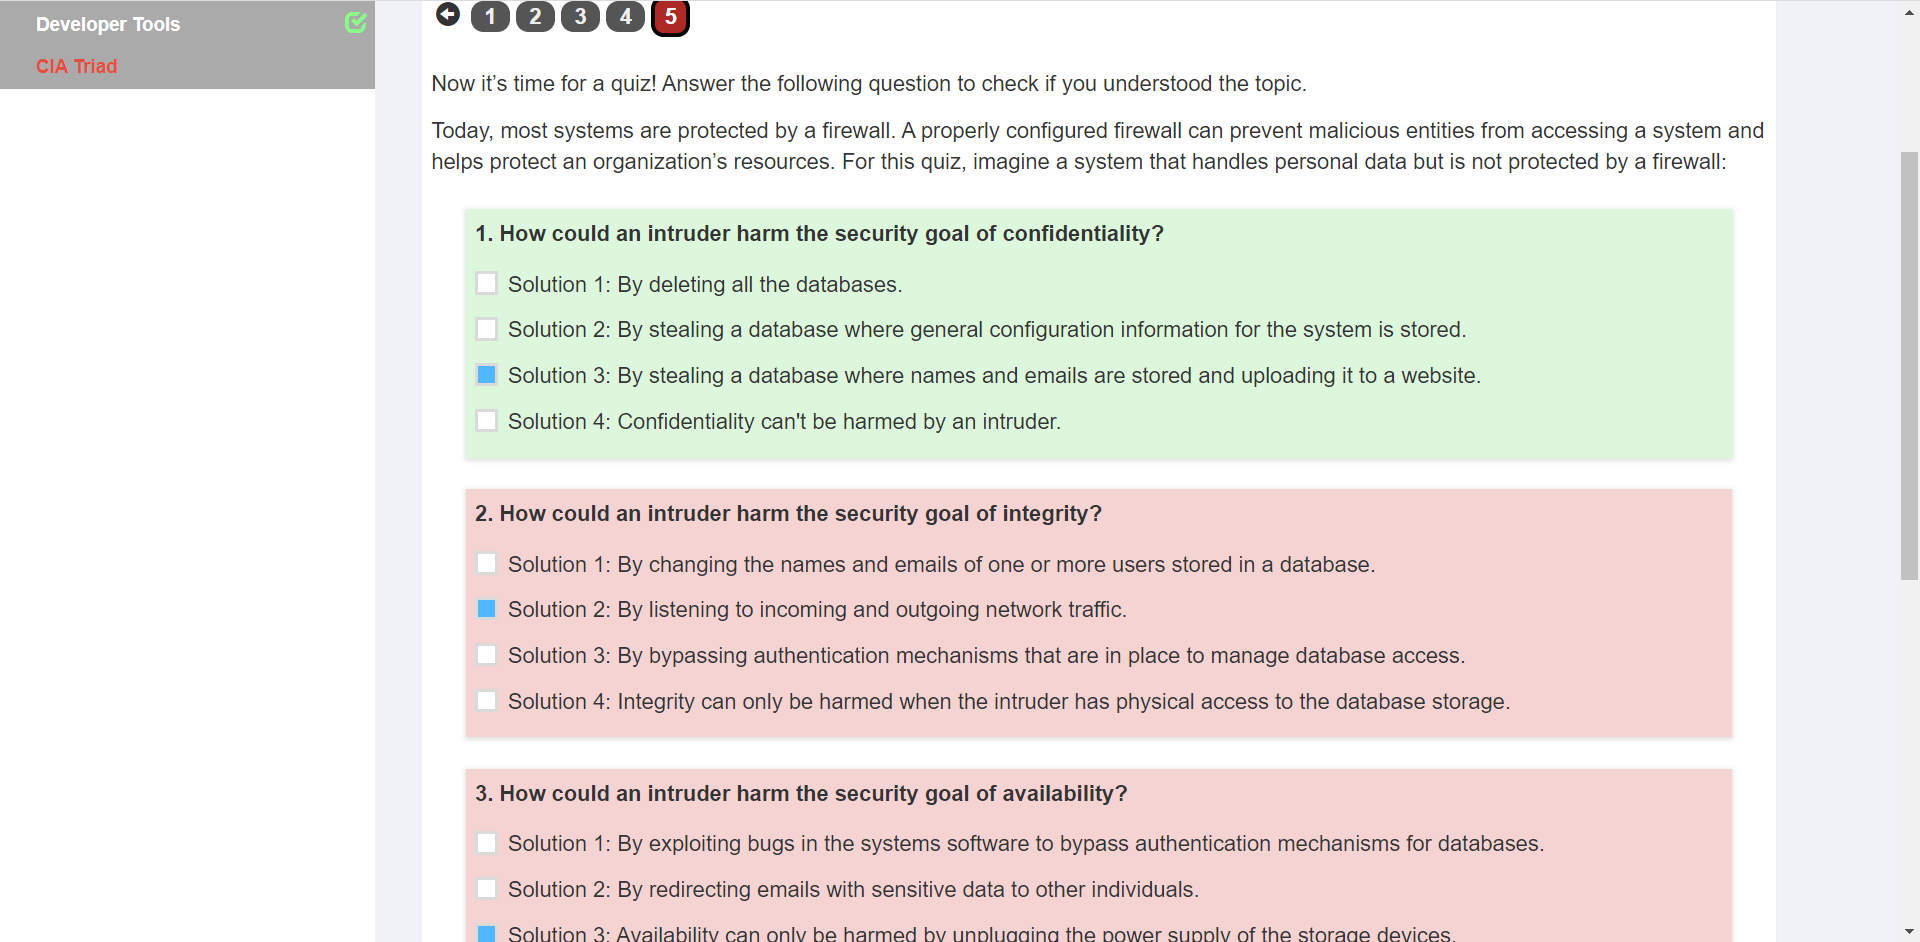 Developer Tools
CIA Triad
1 2 3 4 5
Now it’s time for a quiz! Answer the following question to check if you understood the topic.
Today, most systems are protected by a firewall. A properly configured firewall can prevent malicious entities from accessing a system and
helps protect an organization’s resources. For this quiz, imagine a system that handles personal data but is not protected by a firewall:
1. How could an intruder harm the security goal of confidentiality?
Solution 1: By deleting all the databases.
Solution 2: By stealing a database where general configuration information for the system is stored.
Solution 3: By stealing a database where names and emails are stored and uploading it to a website.
Solution 4: Confidentiality can't be harmed by an intruder.
2. How could an intruder harm the security goal of integrity?
Solution 1: By changing the names and emails of one or more users stored in a database.
Solution 2: By listening to incoming and outgoing network traffic.
Solution 3: By bypassing authentication mechanisms that are in place to manage database access.
Solution 4: Integrity can only be harmed when the intruder has physical access to the database storage.
3. How could an intruder harm the security goal of availability?
Solution 1: By exploiting bugs in the systems software to bypass authentication mechanisms for databases.
Solution 2: By redirecting emails with sensitive data to other individuals.
Solution 3: Availability can only be harmed by unplugging the power supply of the storage devices.